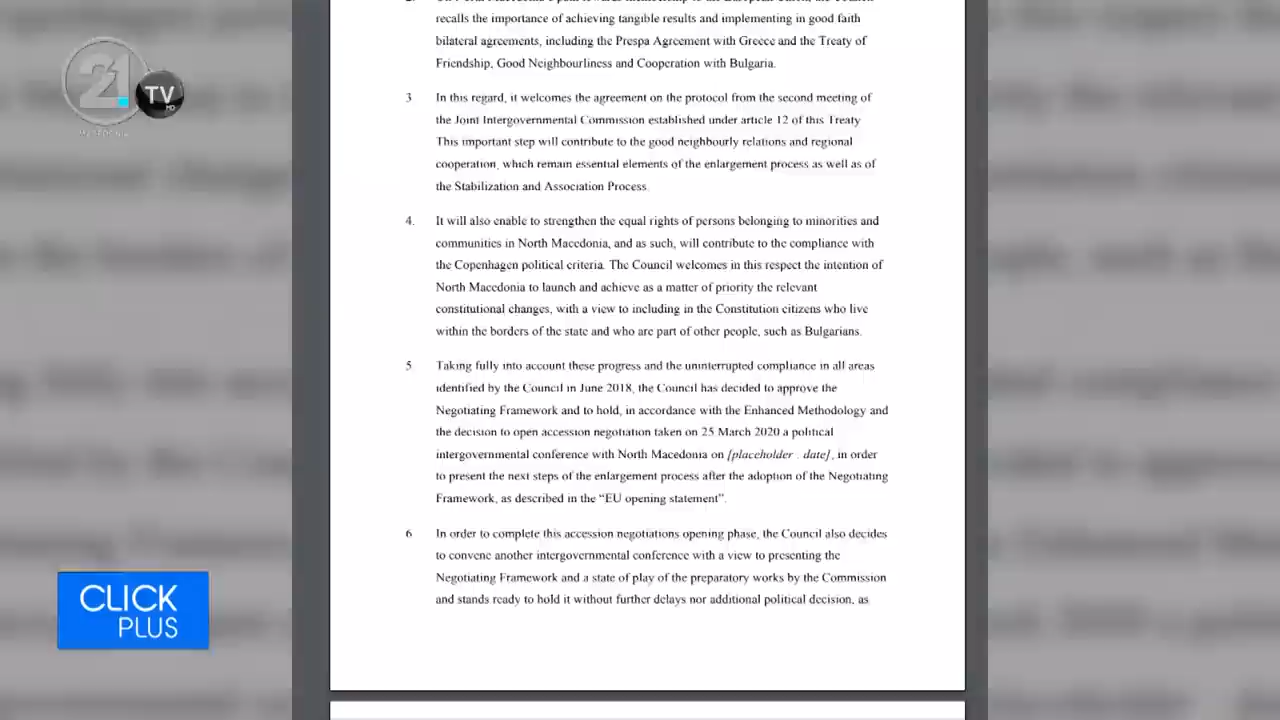 21
TV
MK
2. On North Macedonia's path towards membership to the European Union, the Council
recalls the importance of achieving tangible results and implementing in good faith
bilateral agreements, including the Prespa Agreement with Greece and the Treaty of
Friendship, Good Neighbourliness and Cooperation with Bulgaria.
3 In this regard, it welcomes the agreement on the protocol from the second meeting of
the Joint Intergovernmental Commission established under article 12 of this Treaty
This important step will contribute to the good neighbourly relations and regional
cooperation, which remain essential elements of the enlargement process as well as of
the Stabilization and Association Process.
4. It will also enable to strengthen the equal rights of persons belonging to minorities and
communities in North Macedonia, and as such, will contribute to the compliance with
the Copenhagen political criteria. The Council welcomes in this respect the intention of
North Macedonia to launch and achieve as a matter of priority the relevant
constitutional changes, with a view to including in the Constitution citizens who live
within the borders of the state and who are part of other people, such as Bulgarians.
5 Taking fully into account these progress and the uninterrupted compliance in all areas
identified by the Council in June 2018, the Council has decided to approve the
Negotiating Framework and to hold, in accordance with the Enhanced Methodology and
the decision to open accession negotiation taken on 25 March 2020 a political
intergovernmental conference with North Macedonia on [placeholder : date], in order
to present the next steps of the enlargement process after the adoption of the Negotiating
Framework, as described in the “EU opening statement”.
6 In order to complete this accession negotiations opening phase, the Council also decides
to convene another intergovernmental conference with a view to presenting the
Negotiating Framework and a state of play of the preparatory works by the Commission
and stands ready to hold it without further delays nor additional political decision, as
CLICK
PLUS